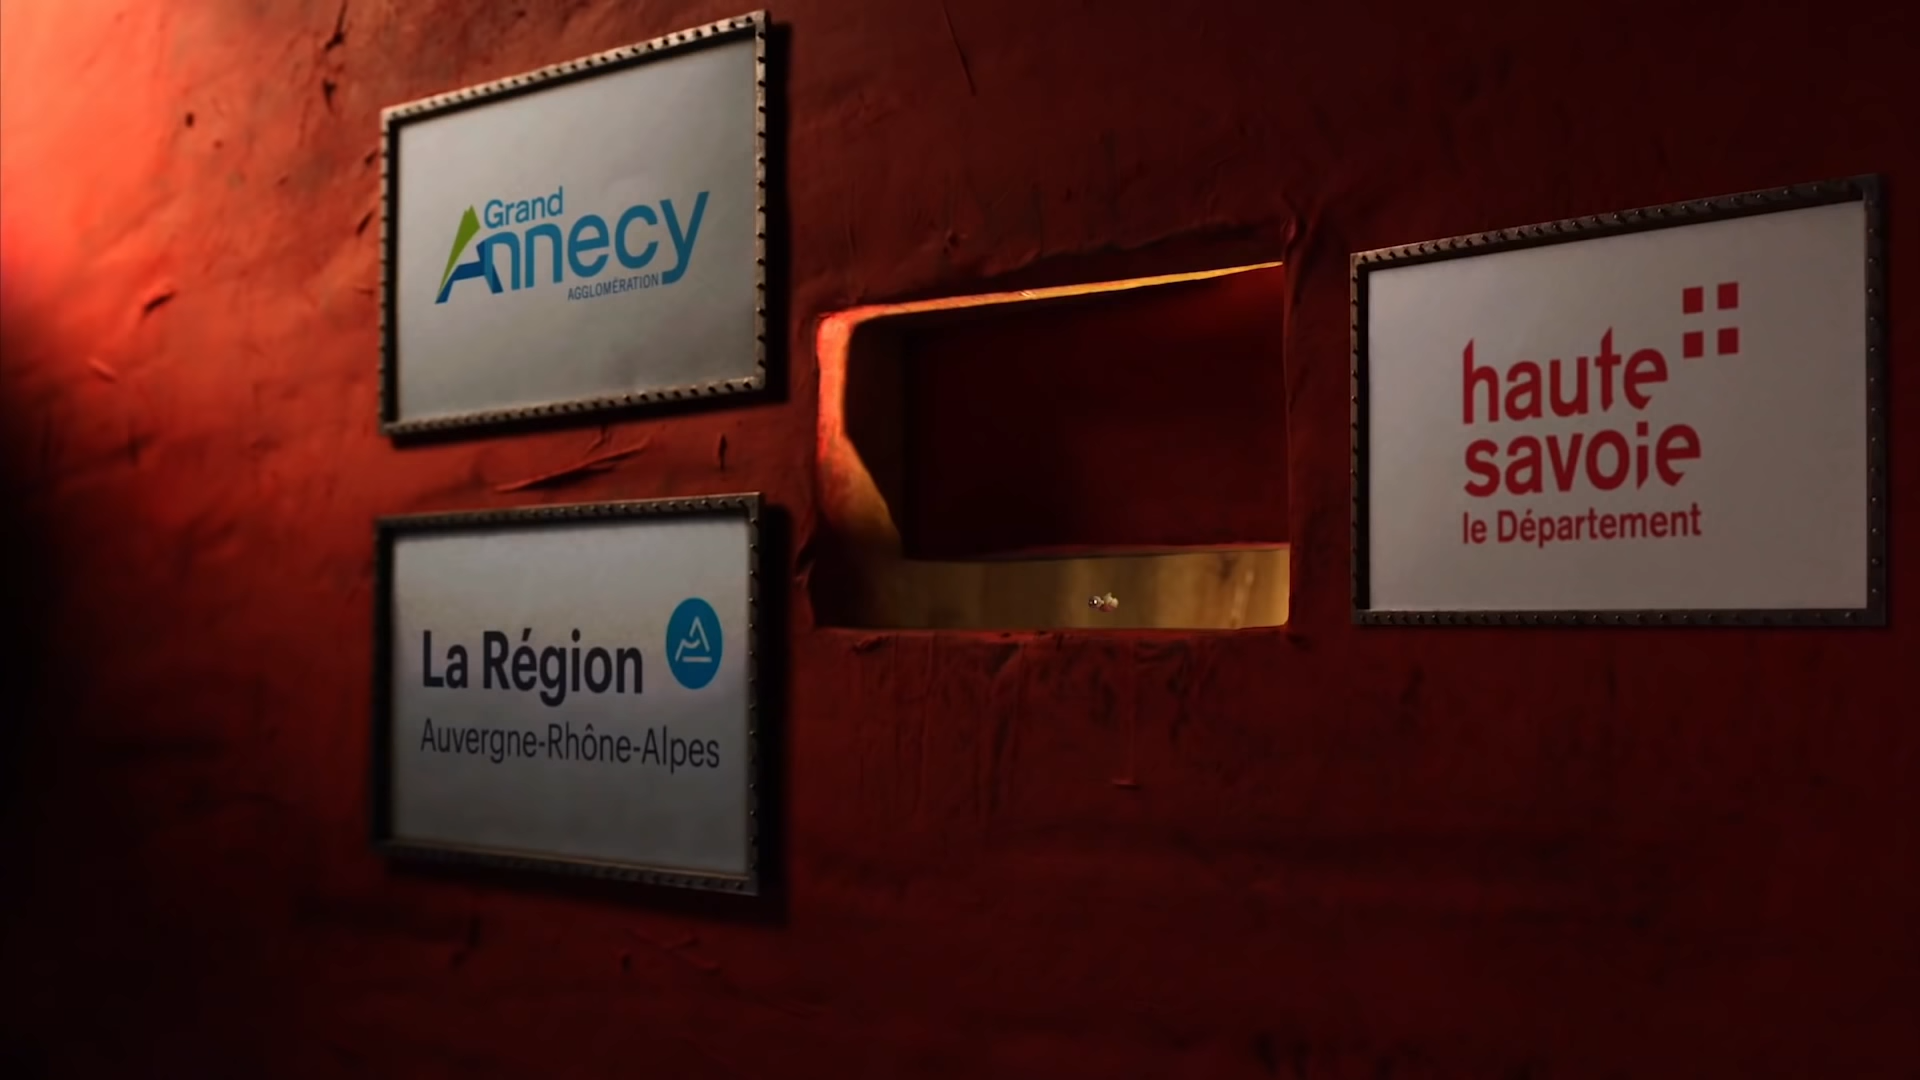 Grand
Annecy
AGGLOMÉRATION
La Région
Auvergne-Rhône-Alpes
haute
savoie
le Département